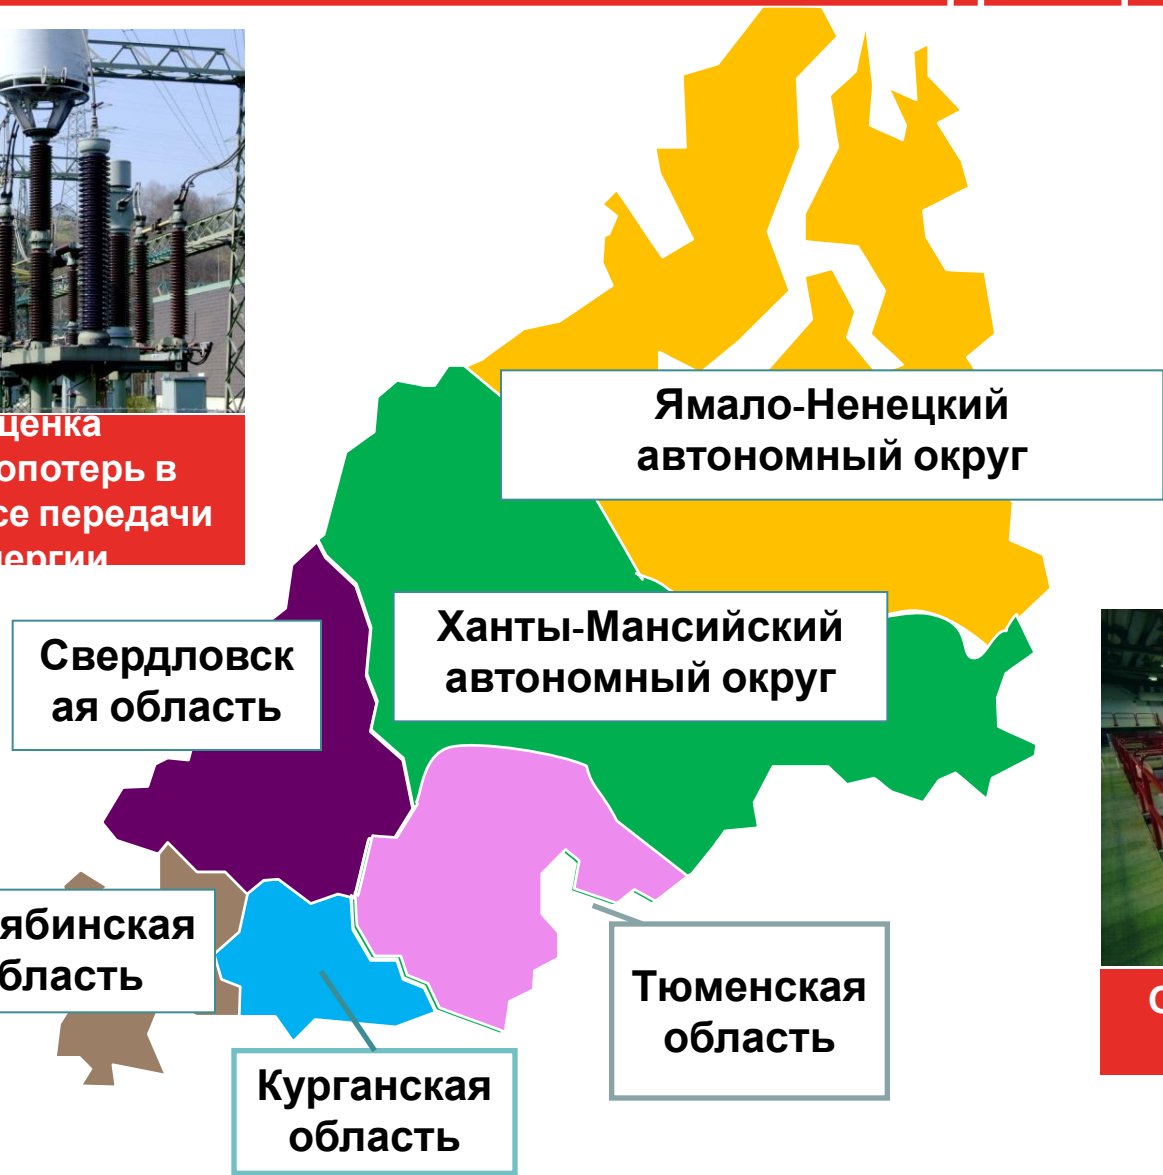 Ямало-Ненецкий
автономный округ
ценка
опотерь в
се передачи
нергии
Ханты-Мансийский
автономный округ
Свердловск
ая область
ябинская
бласть
Тюменская
область
С
Курганская
область